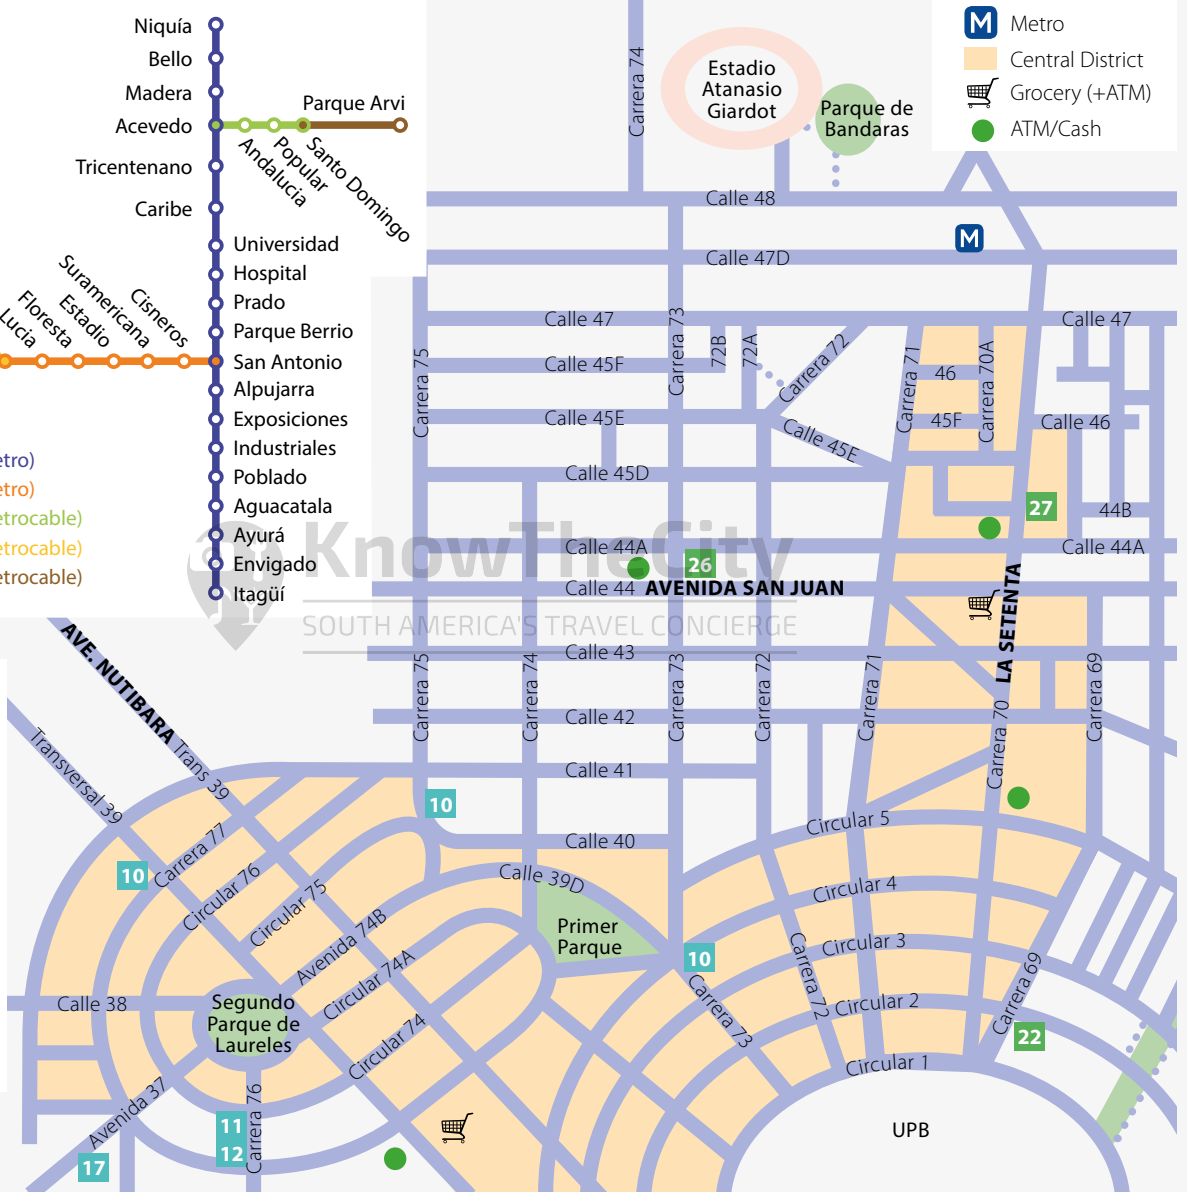 Niquía
Bello
Madera
Acevedo
Tricentenano
Caribe
Universidad
Hospital
Prado
Parque Berrio
San Antonio
Alpujarra
Exposiciones
Industriales
Poblado
Aguacatala
Ayurá
Envigado
Itagüí
Parque Arvi
Andalucia
Popular
Santo Domingo
Cisneros
Suramericana
Estadio
Floresta
Lucia
etro)
etro)
etrocable)
etrocable)
etrocable)
M Metro
Central District
Grocery (+ATM)
ATM/Cash
Estadio
Atanasio
Giardot
Parque de
Bandaras
M
Carrera 74
Calle 48
Calle 47D
Calle 47
Calle 47
Carrera 73
72B
72A
Carrera 72
Carrera 71
Carrera 70A
46
45F
Calle 46
Carrera 75
Calle 45F
Calle 45E
Calle 45E
Calle 45D
27
44B
Calle 44A
Calle 44A
26
Calle 44
AVENIDA SAN JUAN
LA SETENTA
KnowTheCity
SOUTH AMERICA'S TRAVEL CONCIERGE
Calle 43
Carrera 75
Carrera 74
Carrera 73
Carrera 72
Carrera 71
Carrera 70
Carrera 69
Calle 42
Calle 41
Calle 40
AVE. NUTIBARA
Trans 39
Transversal 39
10
10
Carrera 77
Circular 76
Circular 75
Avenida 74B
Circular 74A
Circular 74
Calle 39D
Primer
Parque
10
Circular 5
Circular 4
Circular 3
Circular 2
Circular 1
Carrera 72
Carrera 73
Carrera 69
22
Calle 38
Segundo
Parque de
Laureles
Avenida 37
Carrera 76
11
12
17
UPB